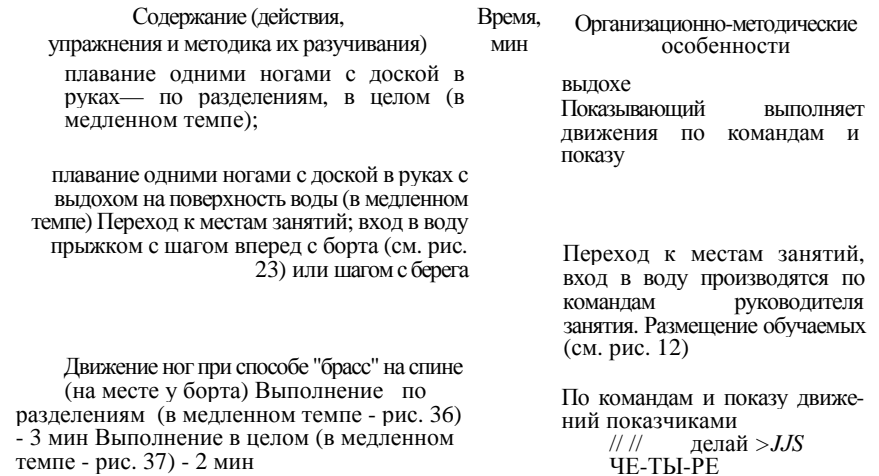 Содержание (действия,
упражнения и методика их разучивания)
Время,
мин
Организационно-методические
особенности
плавание одними ногами с доской в
руках— по разделениям, в целом (в
медленном темпе);
плавание одними ногами с доской в руках с
выдохом на поверхность воды (в медленном
темпе) Переход к местам занятий; вход в воду
прыжком с шагом вперед с борта (см. рис.
23) или шагом с берега
Движение ног при способе "брасс" на спине
(на месте у борта) Выполнение по
разделениям (в медленном темпе - рис. 36)
- 3 мин Выполнение в целом (в медленном
темпе - рис. 37) - 2 мин
выдохе
Показывающий выполняет
движения по командам и
показу
Переход к местам занятий,
вход в воду производятся по
командам руководителя
занятия. Размещение обучаемых
(см. рис. 12)
По командам и показу движе-
ний показчиками
// // делай >JJS
ЧЕ-ТЫ-РЕ